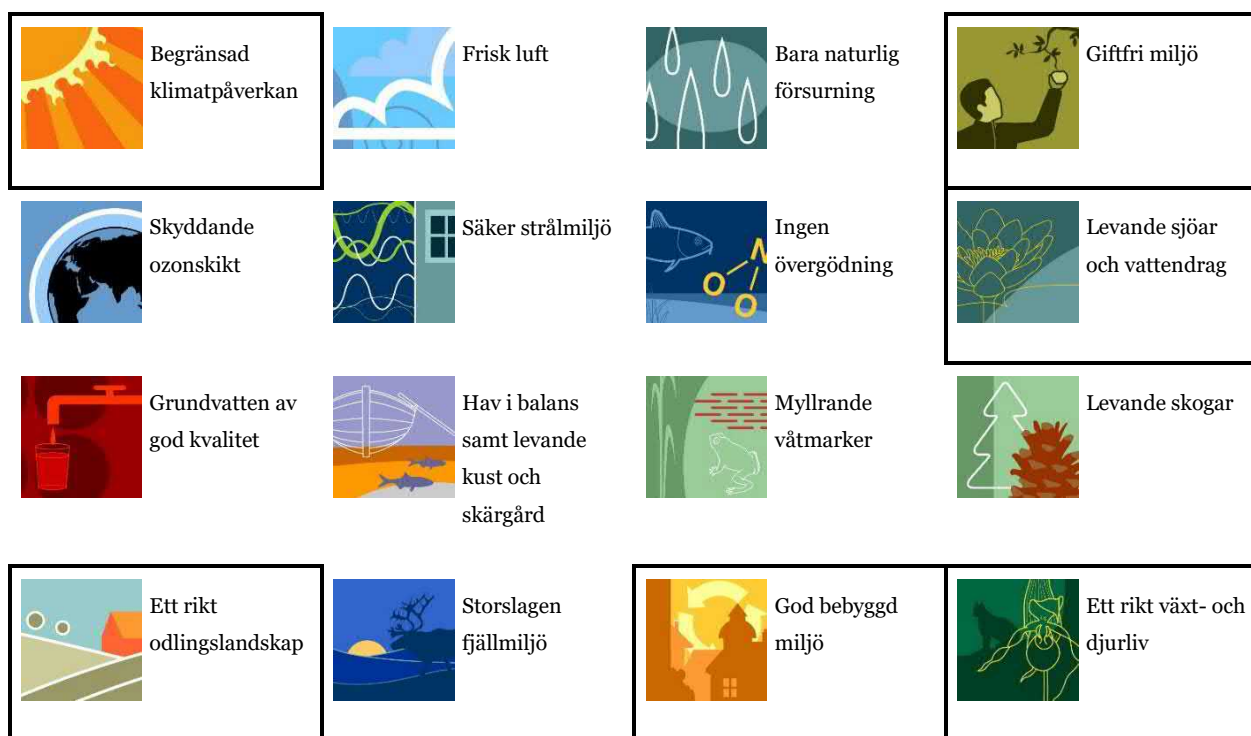 Begränsad
klimatpåverkan
Frisk luft
Bara naturlig
försurning
Giftfri miljö
Skyddande
ozonskikt
Säker strålmiljö
Ingen
övergödning
N
O
O
Levande sjöar
och vattendrag
Grundvatten av
god kvalitet
Hav i balans
samt levande
kust och
skärgård
Myllrande
våtmarker
Levande skogar
Ett rikt
odlingslandskap
Storslagen
fjällmiljö
God bebyggd
miljö
Ett rikt växt- och
djurliv